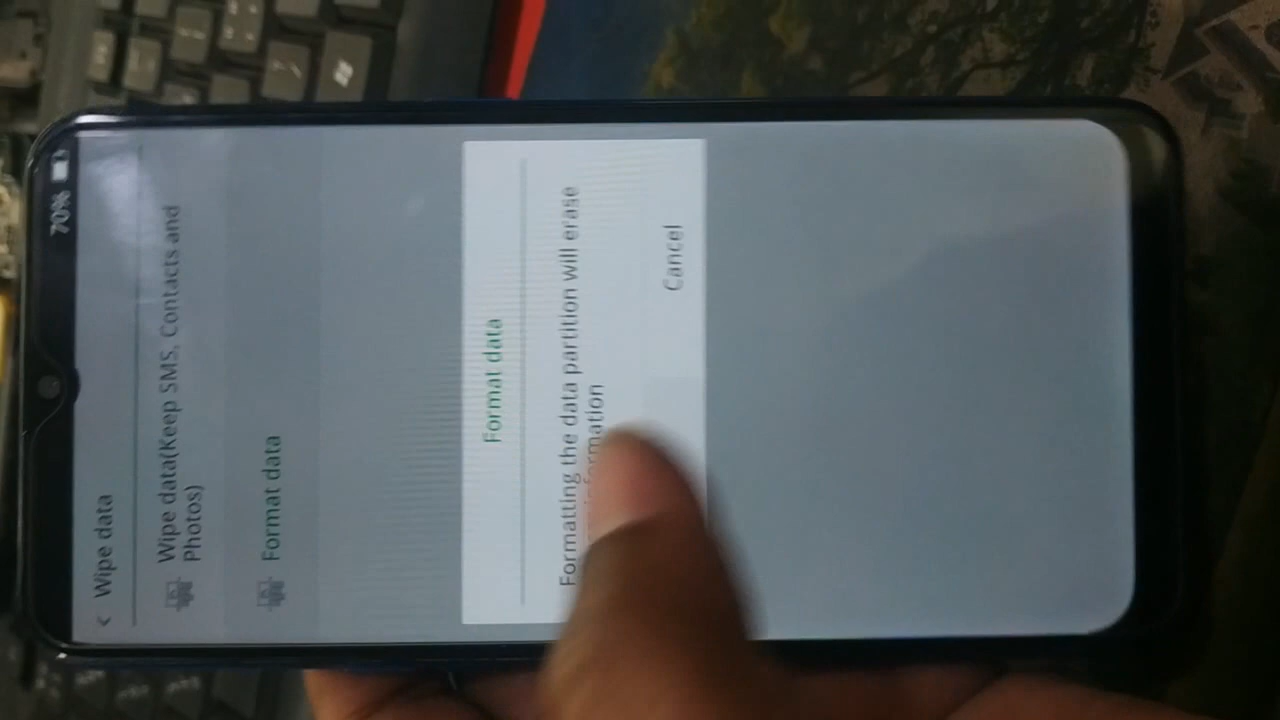 70%
< Wipe data
Wipe data(Keep SMS, Contacts and
Photos)
Format data
Format data
Formatting the data partition will erase
Cancel